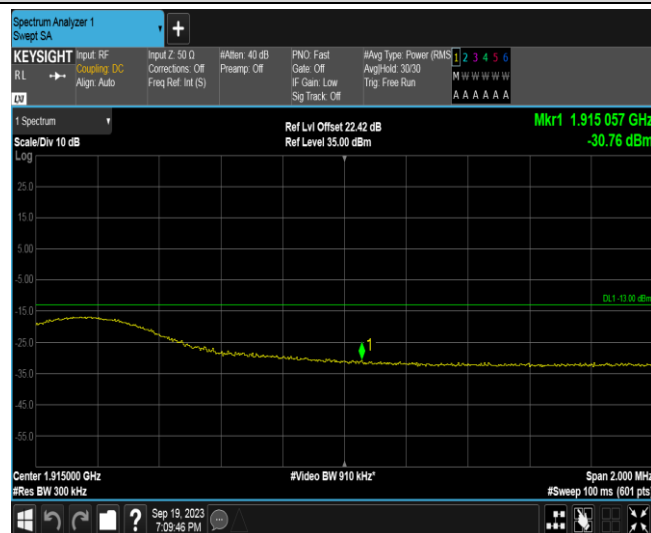 Spectrum Analyzer 1
Swept SA
+
KEYSIGHT
RL
LXI
Input: RF
Coupling: DC
Align: Auto
Input Z: 50 Ω
Corrections: Off
Freq Ref: Int (S)
#Atten: 40 dB
Preamp: Off
PNO: Fast
Gate: Off
IF Gain: Low
Sig Track: Off
#Avg Type: Power (RMS
Avg|Hold: 30/30
Trig: Free Run
1 2 3 4 5 6
M W W W W W
A A A A A A
1 Spectrum
Scale/Div 10 dB
Ref Lvl Offset 22.42 dB
Ref Level 35.00 dBm
Mkr1 1.915 057 GHz
-30.76 dBm
Log
25.0
15.0
5.00
-5.00
DL1 -13.00 dBm
-15.0
1
-25.0
-35.0
-45.0
-55.0
Center 1.915000 GHz
#Res BW 300 kHz
#Video BW 910 kHz*
Span 2.000 MHz
#Sweep 100 ms (601 pts)
?
Sep 19, 2023
7:09:46 PM